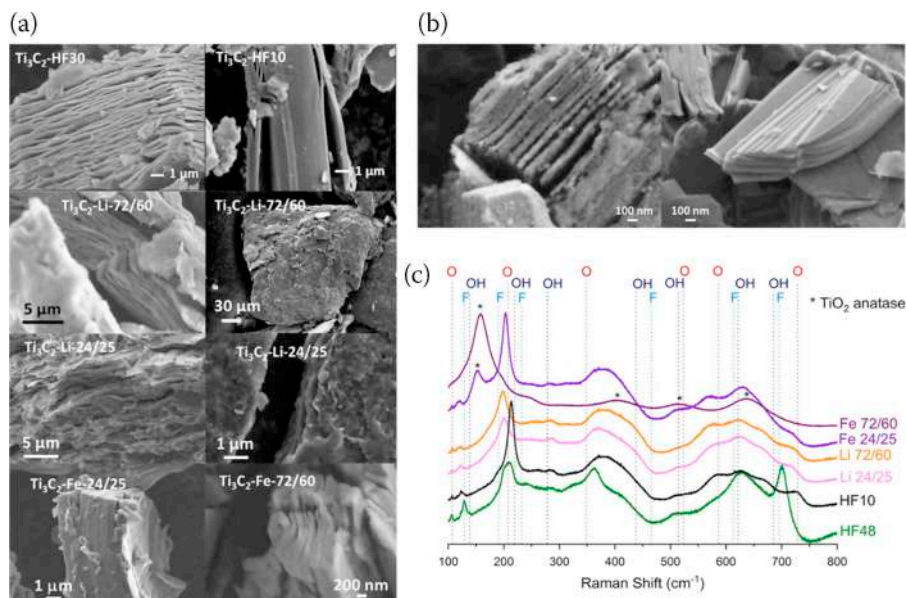 (a)
Ti₃C₂-HF30
1 µm
Ti₃C₂-HF10
1 µm
Ti₃C₂-Li-72/60
5 µm
Ti₃C₂-Li-72/60
30 µm
Ti₃C₂-Li-24/25
5 µm
Ti₃C₂-Li-24/25
1 µm
Ti₃C₂-Fe-24/25
1 µm
Ti₃C₂-Fe-72/60
200 nm
(b)
100 nm 100 nm
(c)
O O O O O O
OH OH OH OH OH OH OH
F F F F F F
* TiO₂ anatase
* * * * *
Fe 72/60
Fe 24/25
Li 72/60
Li 24/25
HF10
HF48
100 200 300 400 500 600 700 800
Raman Shift (cm⁻¹)